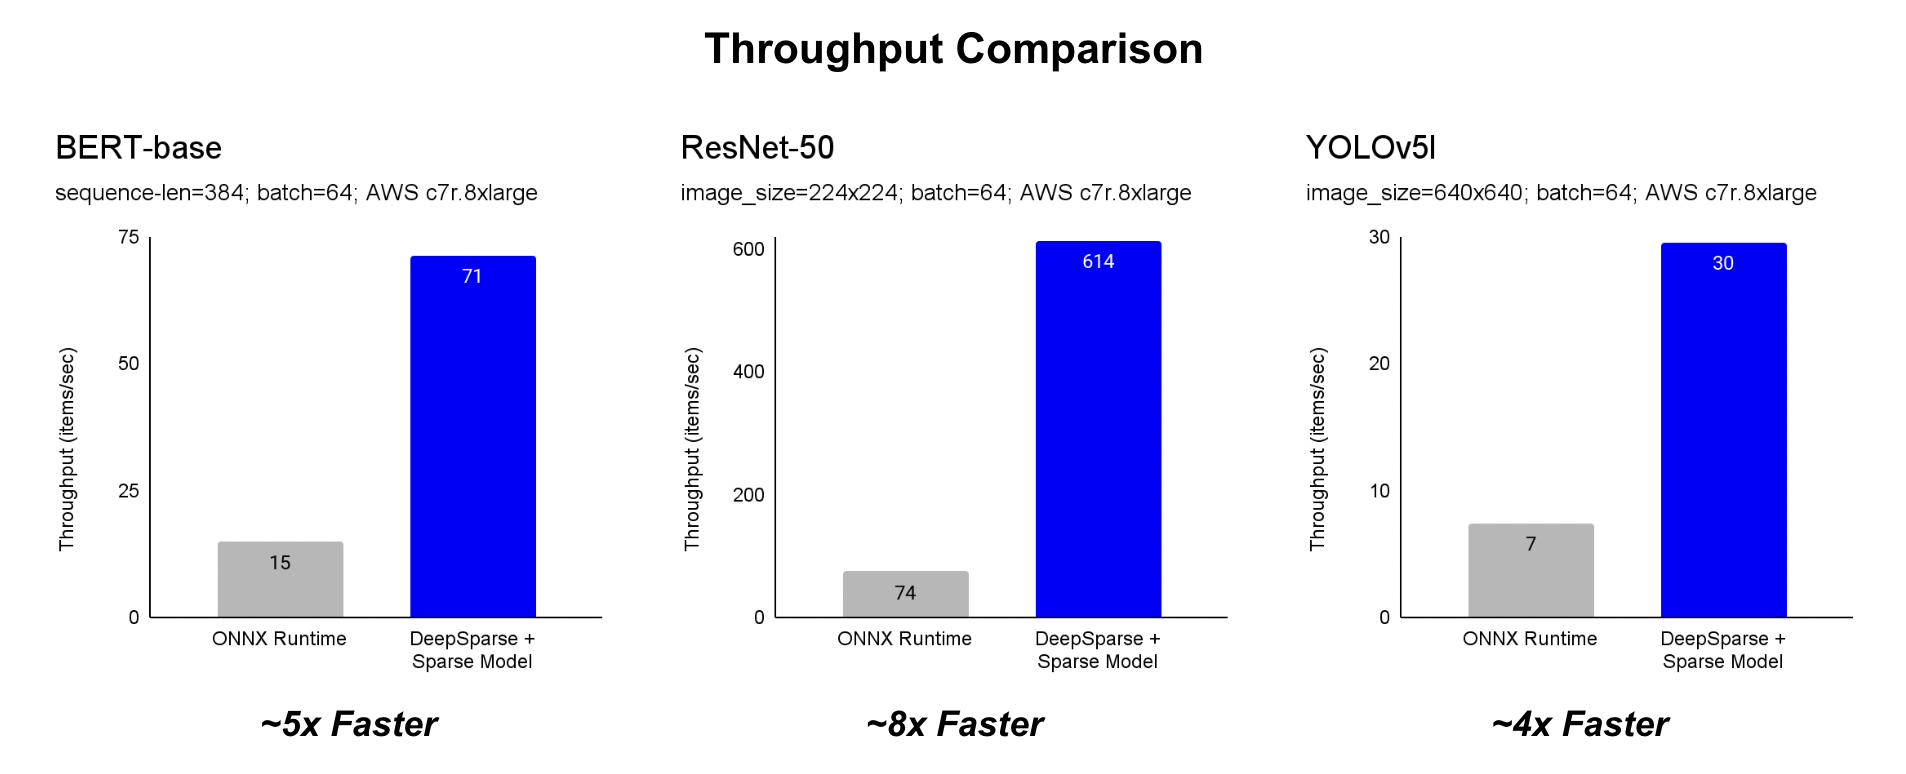 Throughput Comparison
BERT-base
sequence-len=384; batch=64; AWS c7r.8xlarge
75
50
25
0
Throughput (items/sec)
15
71
ONNX Runtime
DeepSparse +
Sparse Model
~5x Faster
ResNet-50
image_size=224x224; batch=64; AWS c7r.8xlarge
600
400
200
0
Throughput (items/sec)
74
614
ONNX Runtime
DeepSparse +
Sparse Model
~8x Faster
YOLOv5l
image_size=640x640; batch=64; AWS c7r.8xlarge
30
20
10
0
Throughput (items/sec)
7
30
ONNX Runtime
DeepSparse +
Sparse Model
~4x Faster